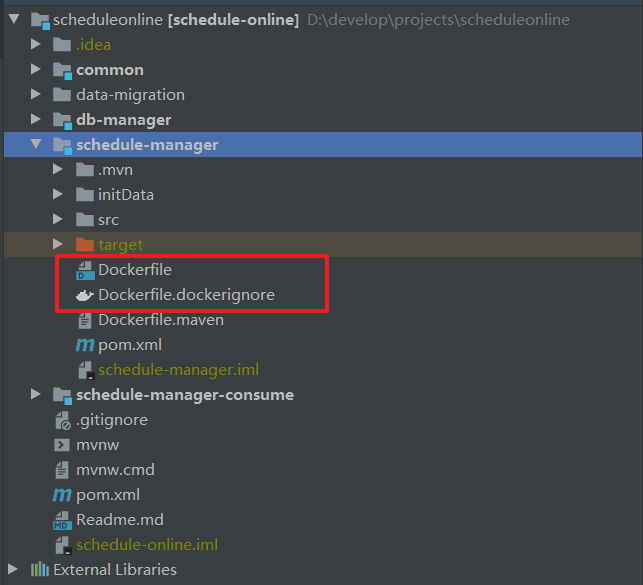 scheduleonline [schedule-online] D:\develop\projects\scheduleonline
.idea
common
data-migration
db-manager
schedule-manager
.mvn
initData
src
target
Dockerfile
Dockerfile.dockerignore
Dockerfile.maven
pom.xml
schedule-manager.iml
schedule-manager-consume
.gitignore
mvnw
mvnw.cmd
pom.xml
Readme.md
schedule-online.iml
External Libraries